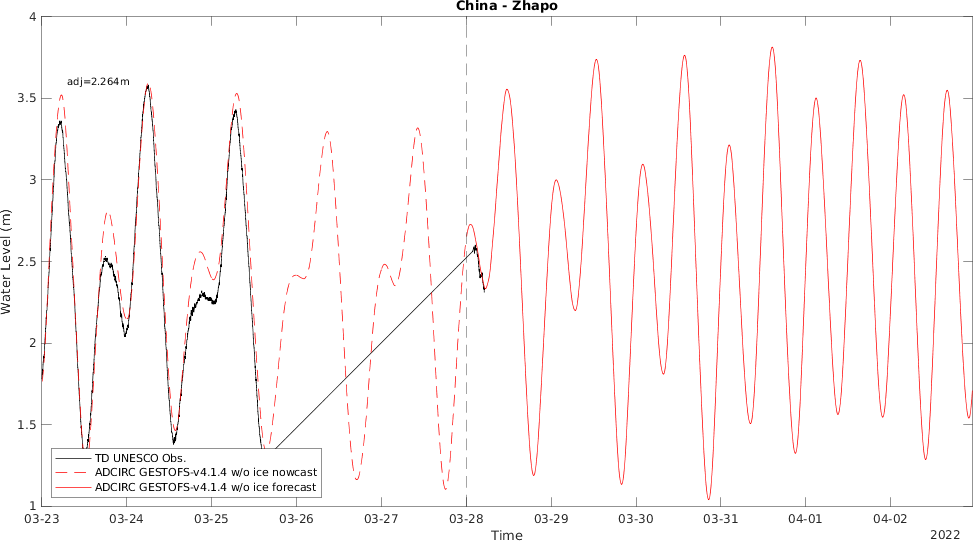 China - Zhapo
4
adj=2.264m
3.5
3
Water Level (m)
2.5
2
1.5
TD UNESCO Obs.
ADCIRC GESTOFS-v4.1.4 w/o ice nowcast
ADCIRC GESTOFS-v4.1.4 w/o ice forecast
1
03-23 03-24 03-25 03-26 03-27 03-28 03-29 03-30 03-31 04-01 04-02
Time
2022